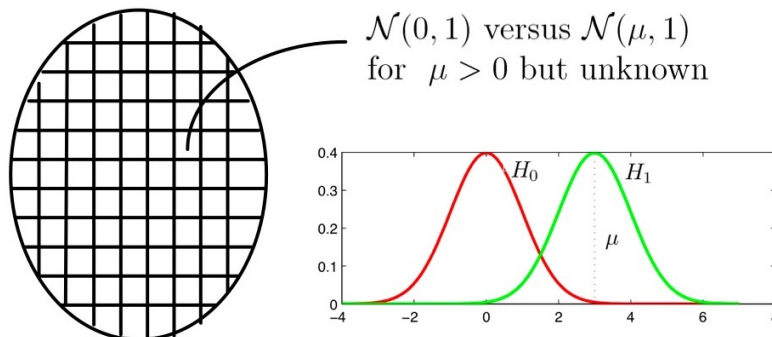 𝒩(0, 1) versus 𝒩(μ, 1)
for μ > 0 but unknown
0.4
0.3
0.2
0.1
0
H₀
H₁
μ
−4 −2 0 2 4 6 8